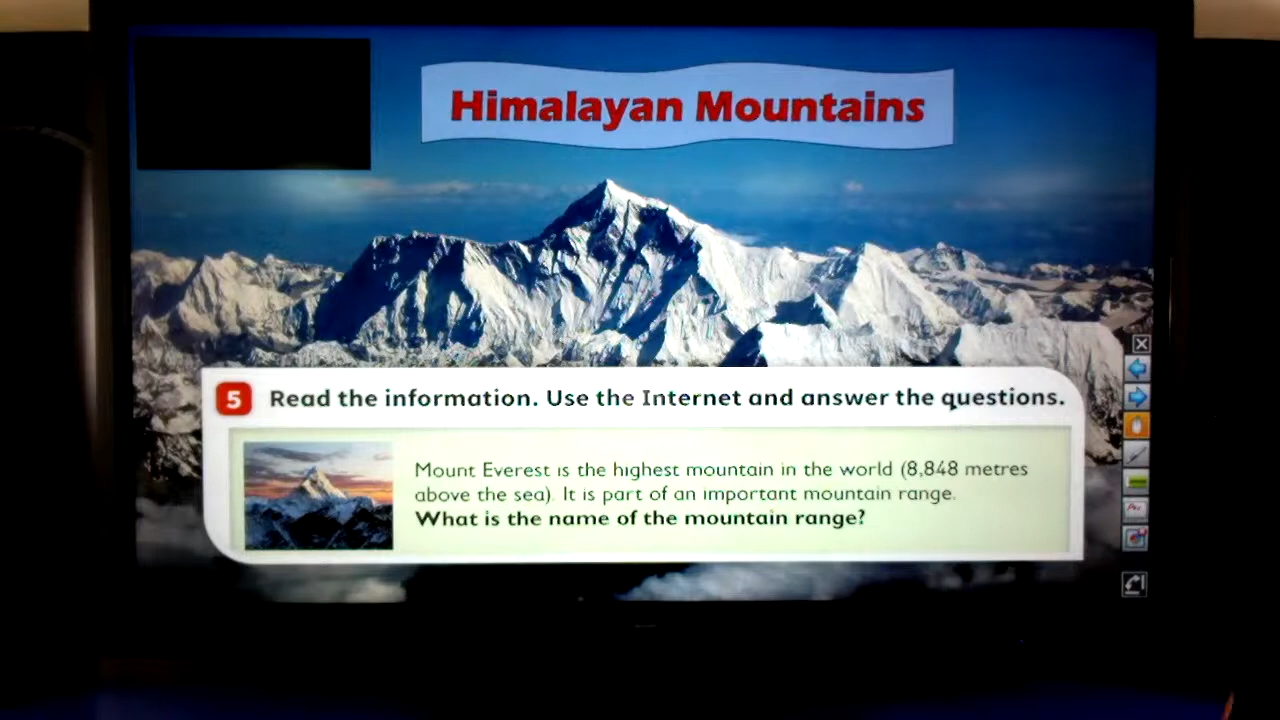 Himalayan Mountains
5 Read the information. Use the Internet and answer the questions.
Mount Everest is the highest mountain in the world (8,848 metres
above the sea). It is part of an important mountain range.
What is the name of the mountain range?